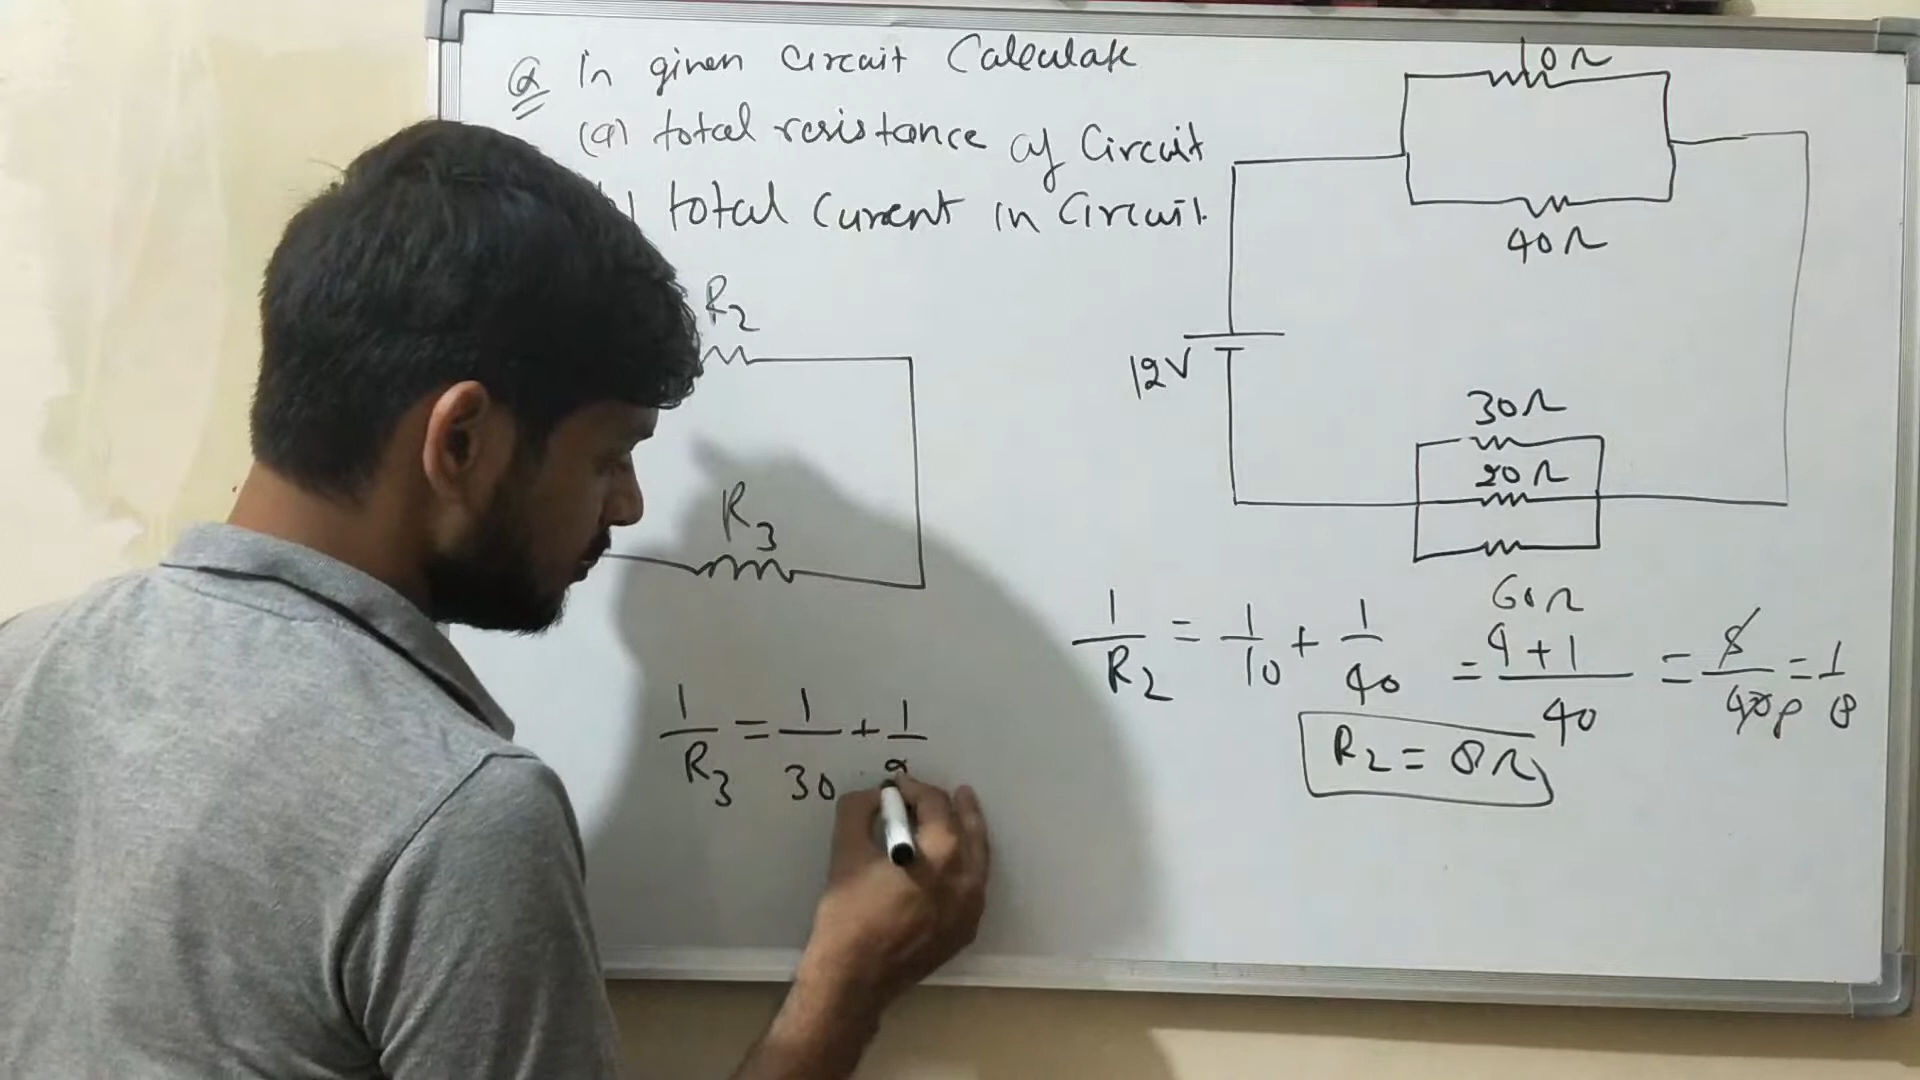 Q In given Circuit Calculate
(a) total resistance of Circuit
total Current in Circuit.
10Ω
40Ω
12V
30Ω
20Ω
60Ω
R2
R3
1/R2 = 1/10 + 1/40 = 4+1/40 = 5/40 8 = 1/8
R2 = 8Ω
1/R3 = 1/30 + 1/2